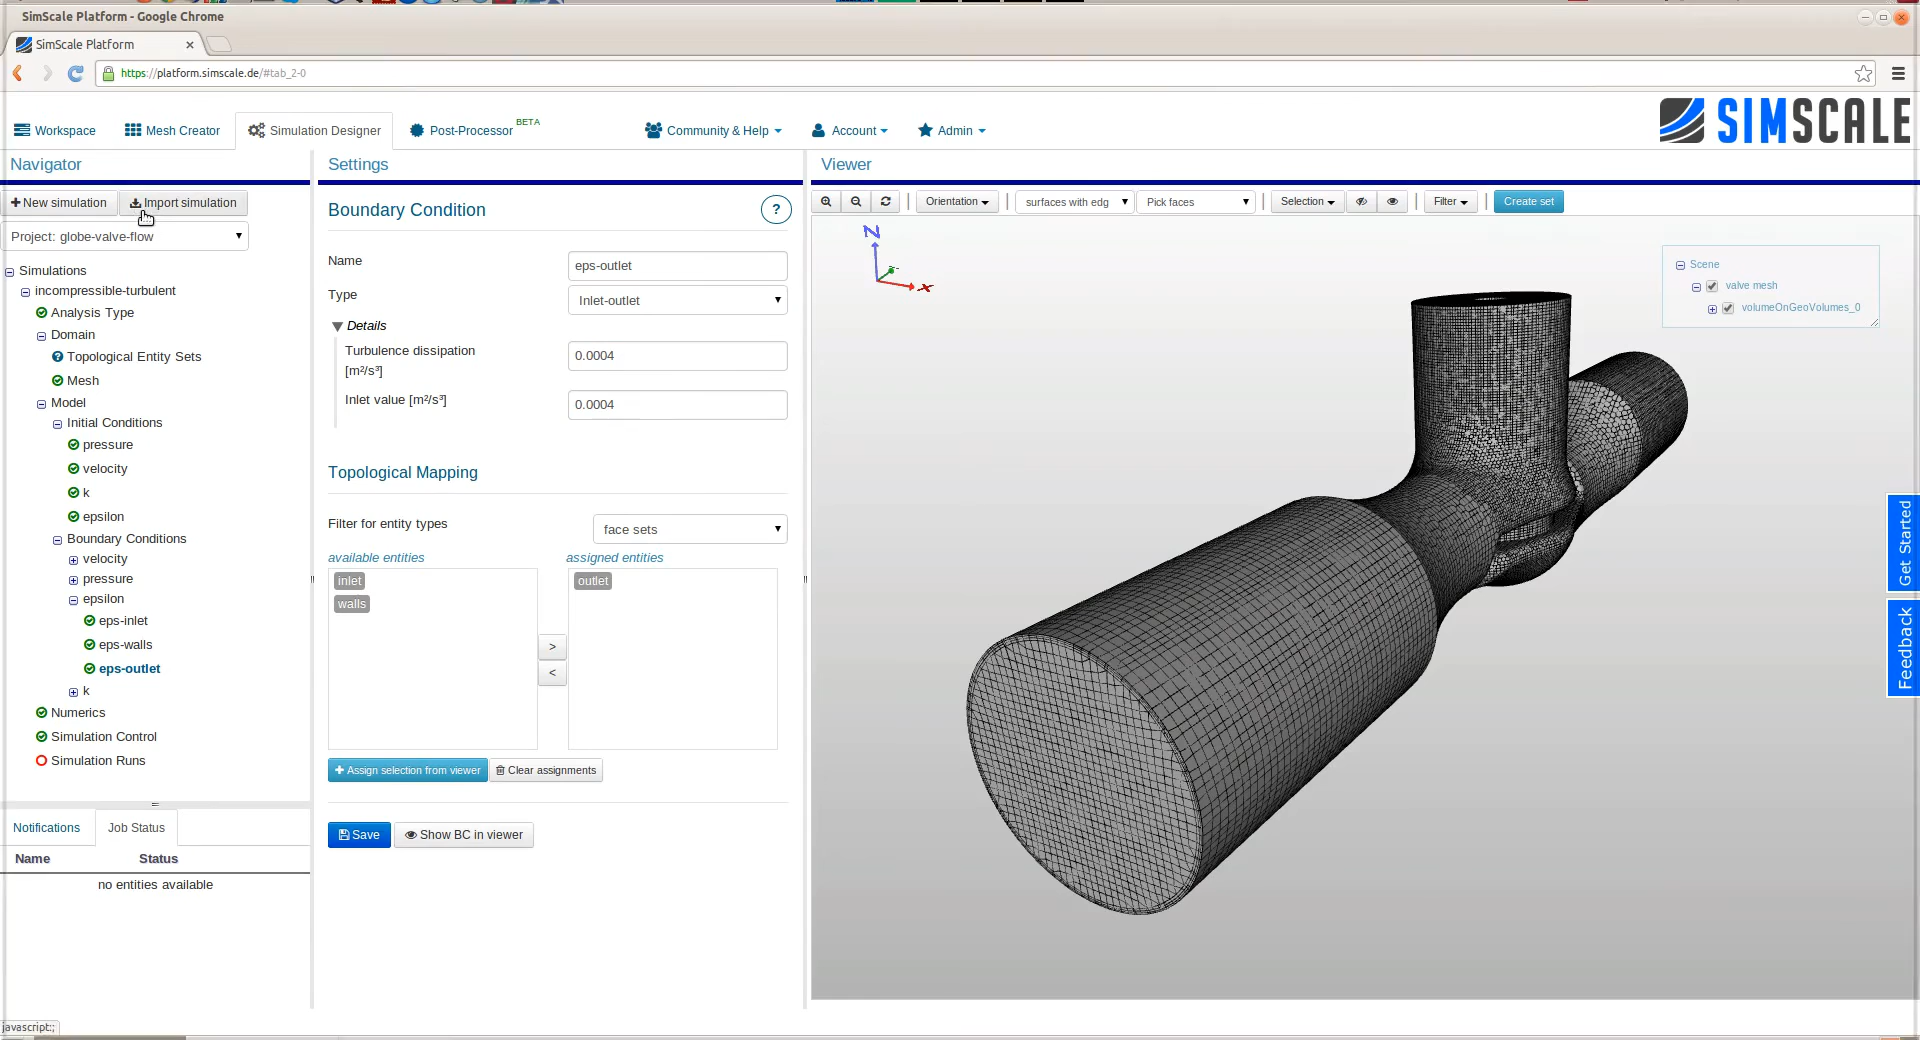 SimScale Platform - Google Chrome
SimScale Platform
https://platform.simscale.de/#tab_2-0
Workspace
Mesh Creator
Simulation Designer
Post-Processor BETA
Community & Help
Account
Admin
SIMSCALE
Navigator
Settings
Viewer
New simulation
Import simulation
Project: globe-valve-flow
Simulations
incompressible-turbulent
Analysis Type
Domain
Topological Entity Sets
Mesh
Model
Initial Conditions
pressure
velocity
k
epsilon
Boundary Conditions
velocity
pressure
epsilon
eps-inlet
eps-walls
eps-outlet
k
Numerics
Simulation Control
Simulation Runs
Notifications
Job Status
Name Status
no entities available
javascript:;
Boundary Condition
?
Name
eps-outlet
Type
Inlet-outlet
Details
Turbulence dissipation
[m²/s³]
0.0004
Inlet value [m²/s³]
0.0004
Topological Mapping
Filter for entity types
face sets
available entities
assigned entities
inlet
walls
outlet
>
<
Assign selection from viewer
Clear assignments
Save
Show BC in viewer
Orientation
surfaces with edg
Pick faces
Selection
Filter
Create set
Z
X
Scene
valve mesh
volumeOnGeoVolumes_0
Get Started
Feedback